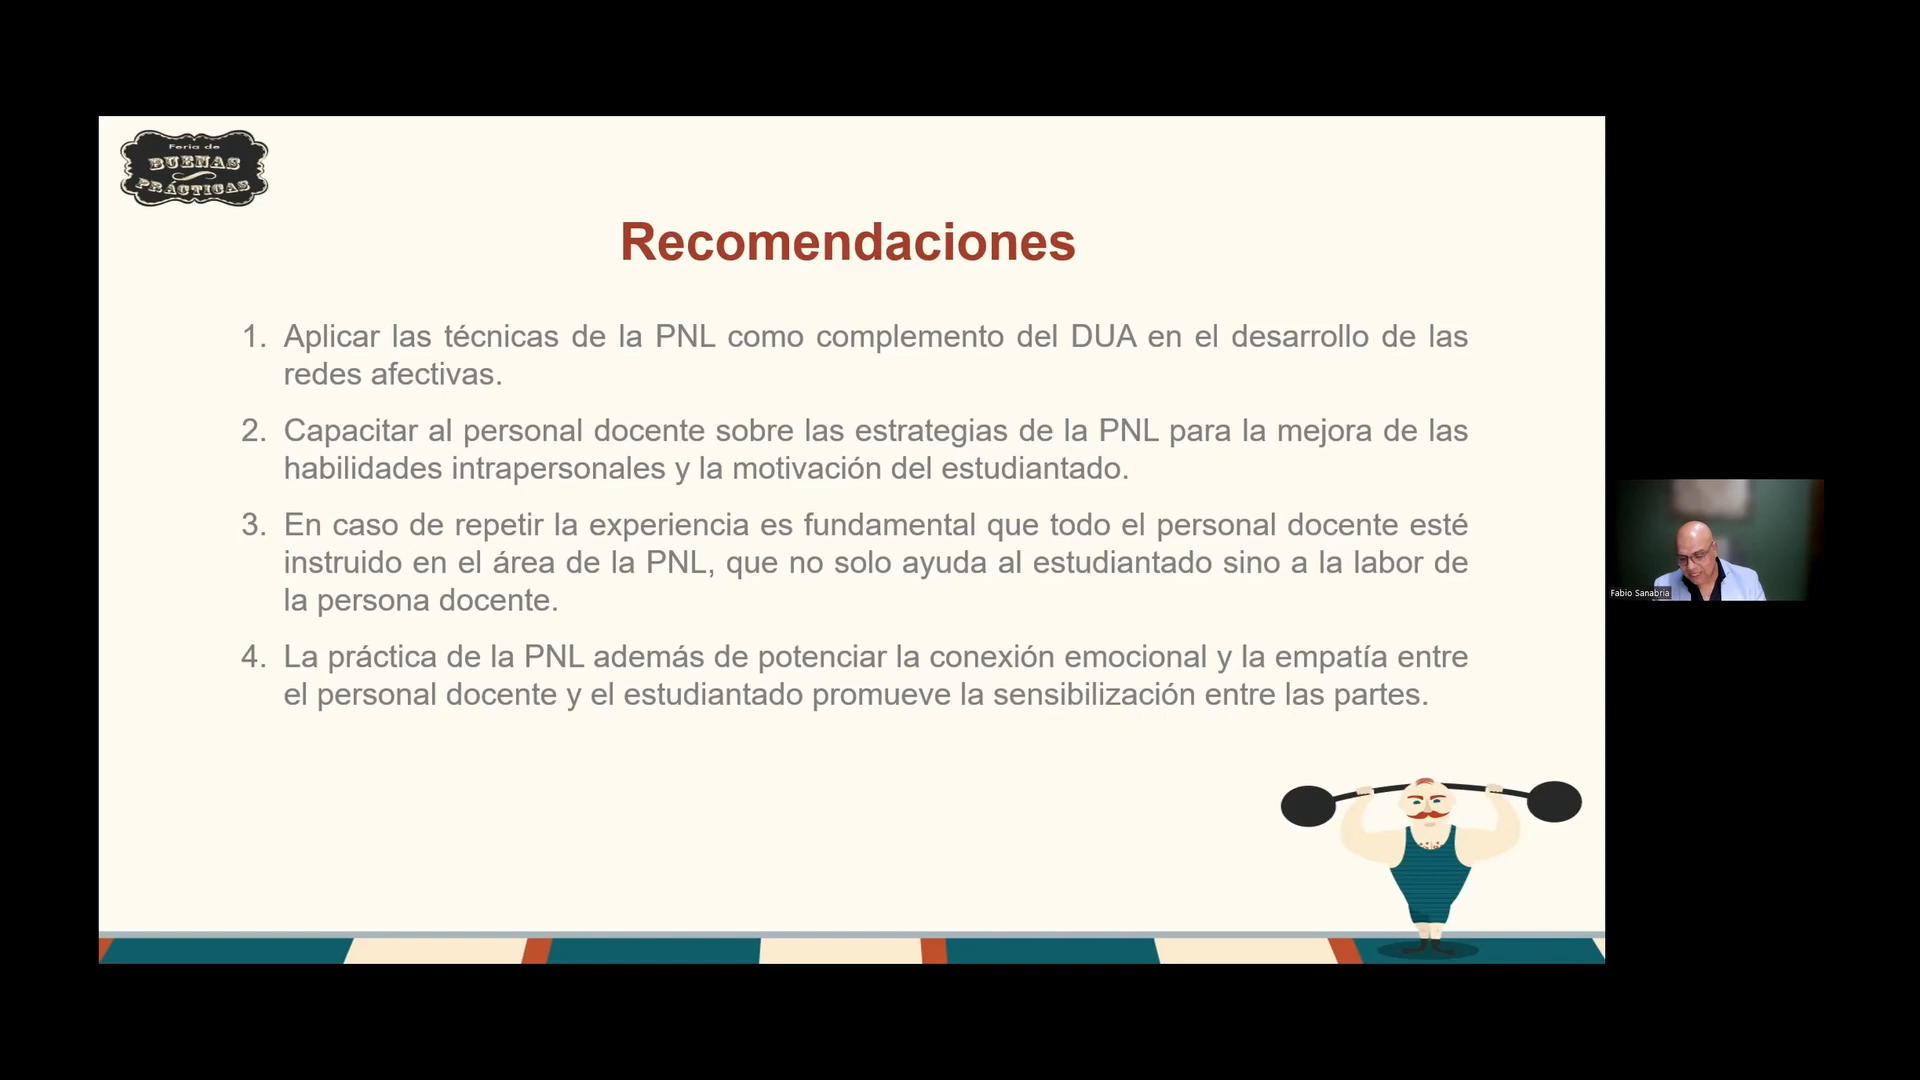 Feria de
BUENAS
PRÁCTICAS
Recomendaciones
1. Aplicar las técnicas de la PNL como complemento del DUA en el desarrollo de las
redes afectivas.
2. Capacitar al personal docente sobre las estrategias de la PNL para la mejora de las
habilidades intrapersonales y la motivación del estudiantado.
3. En caso de repetir la experiencia es fundamental que todo el personal docente esté
instruido en el área de la PNL, que no solo ayuda al estudiantado sino a la labor de
la persona docente.
4. La práctica de la PNL además de potenciar la conexión emocional y la empatía entre
el personal docente y el estudiantado promueve la sensibilización entre las partes.
Fabio Sanabria